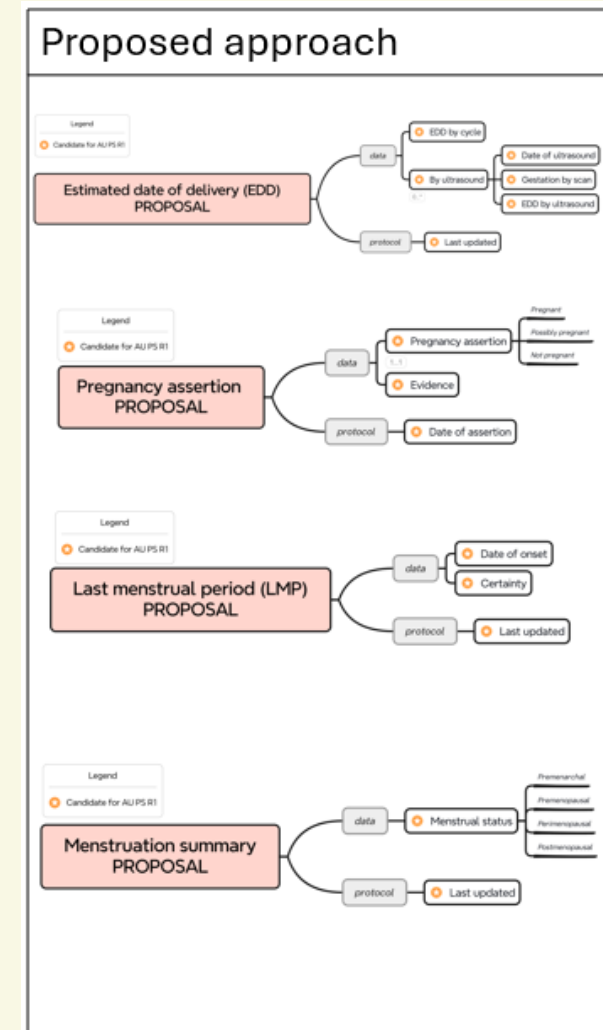 Proposed approach
Legend
Candidate for AU PS R1
Estimated date of delivery (EDD)
PROPOSAL
data
EDD by cycle
By ultrasound
Date of ultrasound
Gestation by scan
EDD by ultrasound
protocol
Last updated
Legend
Candidate for AU PS R1
Pregnancy assertion
PROPOSAL
data
Pregnancy assertion
1..1
Pregnant
Possibly pregnant
Not pregnant
Evidence
protocol
Date of assertion
Legend
Candidate for AU PS R1
Last menstrual period (LMP)
PROPOSAL
data
Date of onset
Certainty
protocol
Last updated
Legend
Candidate for AU PS R1
Menstruation summary
PROPOSAL
data
Menstrual status
Premenarchal
Premenopausal
Perimenopausal
Postmenopausal
protocol
Last updated